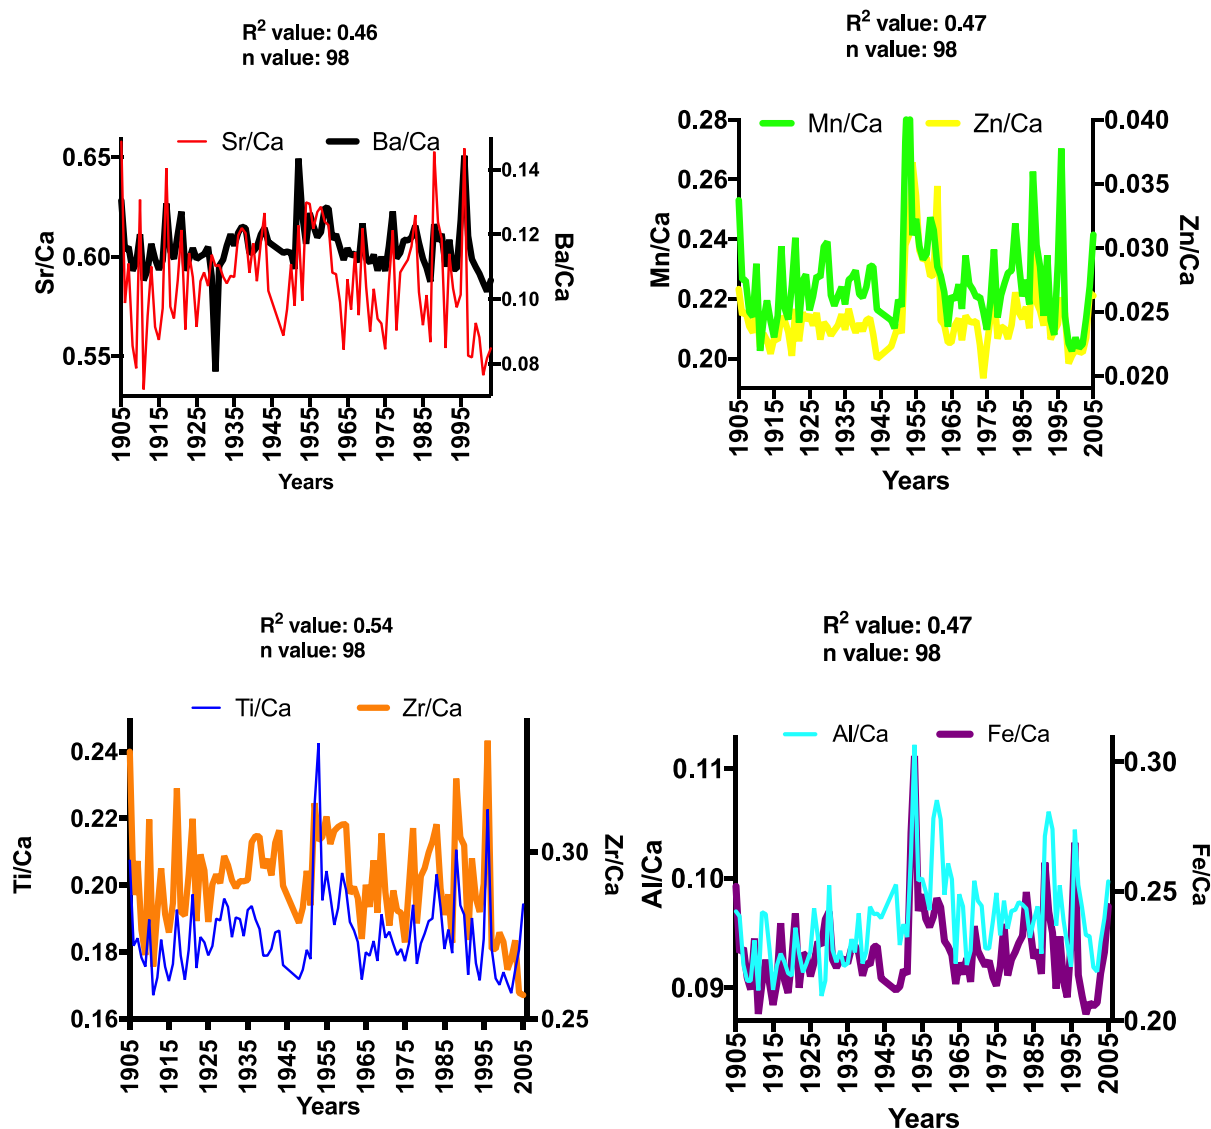 R² value: 0.46
n value: 98
Sr/Ca Ba/Ca
0.65
0.60
0.55
Sr/Ca
0.14
0.12
0.10
0.08
Ba/Ca
1905 1915 1925 1935 1945 1955 1965 1975 1985 1995
Years
R² value: 0.47
n value: 98
Mn/Ca Zn/Ca
0.28
0.26
0.24
0.22
0.20
Mn/Ca
0.040
0.035
0.030
0.025
0.020
Zn/Ca
1905 1915 1925 1935 1945 1955 1965 1975 1985 1995 2005
Years
R² value: 0.54
n value: 98
Ti/Ca Zr/Ca
0.24
0.22
0.20
0.18
0.16
Ti/Ca
0.30
0.25
Zr/Ca
1905 1915 1925 1935 1945 1955 1965 1975 1985 1995 2005
Years
R² value: 0.47
n value: 98
Al/Ca Fe/Ca
0.11
0.10
0.09
Al/Ca
0.30
0.25
0.20
Fe/Ca
1905 1915 1925 1935 1945 1955 1965 1975 1985 1995 2005
Years